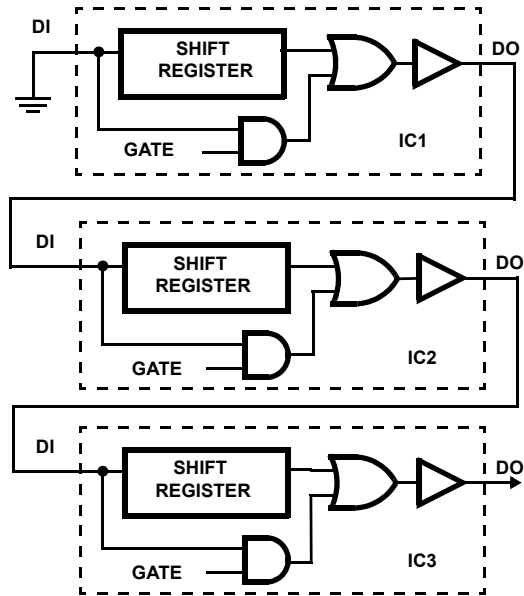 DI
SHIFT
REGISTER
DO
GATE
IC1
DI
SHIFT
REGISTER
DO
GATE
IC2
DI
SHIFT
REGISTER
DO
GATE
IC3